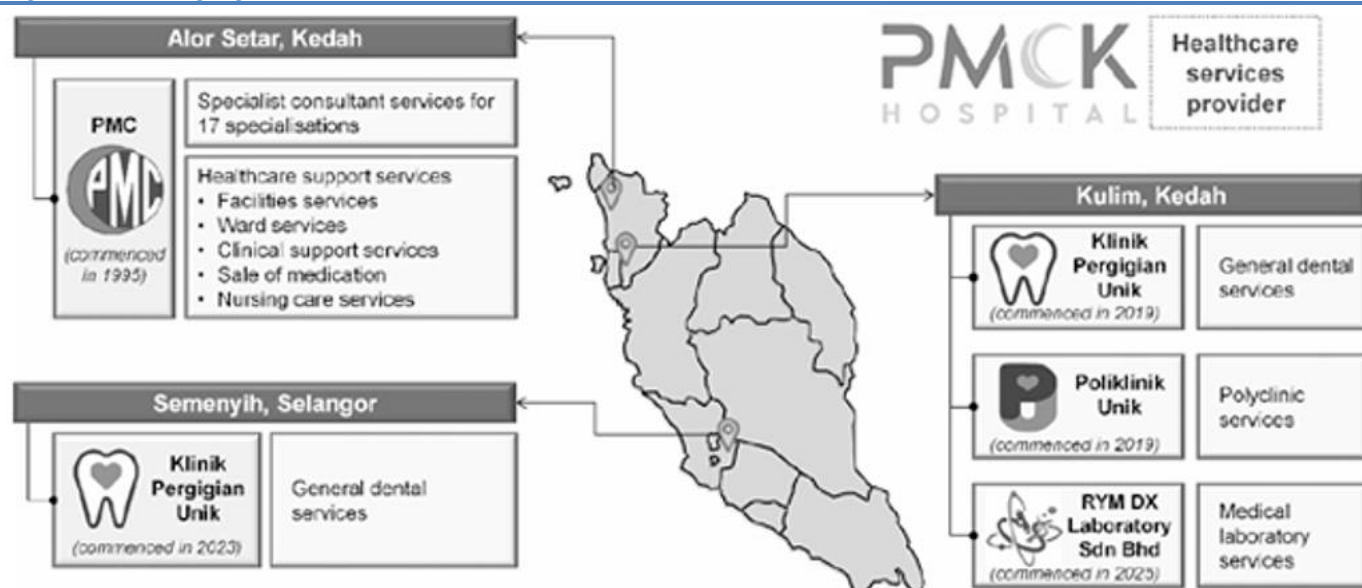 Alor Setar, Kedah
PMC
PMC
(commenced
in 1995)
Specialist consultant services for
17 specialisations
Healthcare support services
• Facilities services
• Ward services
• Clinical support services
• Sale of medication
• Nursing care services
Semenyih, Selangor
Klinik
Pergigian
Unik
(commenced in 2023)
General dental
services
PMCK
HOSPITAL
Healthcare
services
provider
Kulim, Kedah
Klinik
Pergigian
Unik
(commenced in 2019)
General dental
services
Poliklinik
Unik
(commenced in 2019)
Polyclinic
services
RYM DX
Laboratory
Sdn Bhd
(commenced in 2025)
Medical
laboratory
services